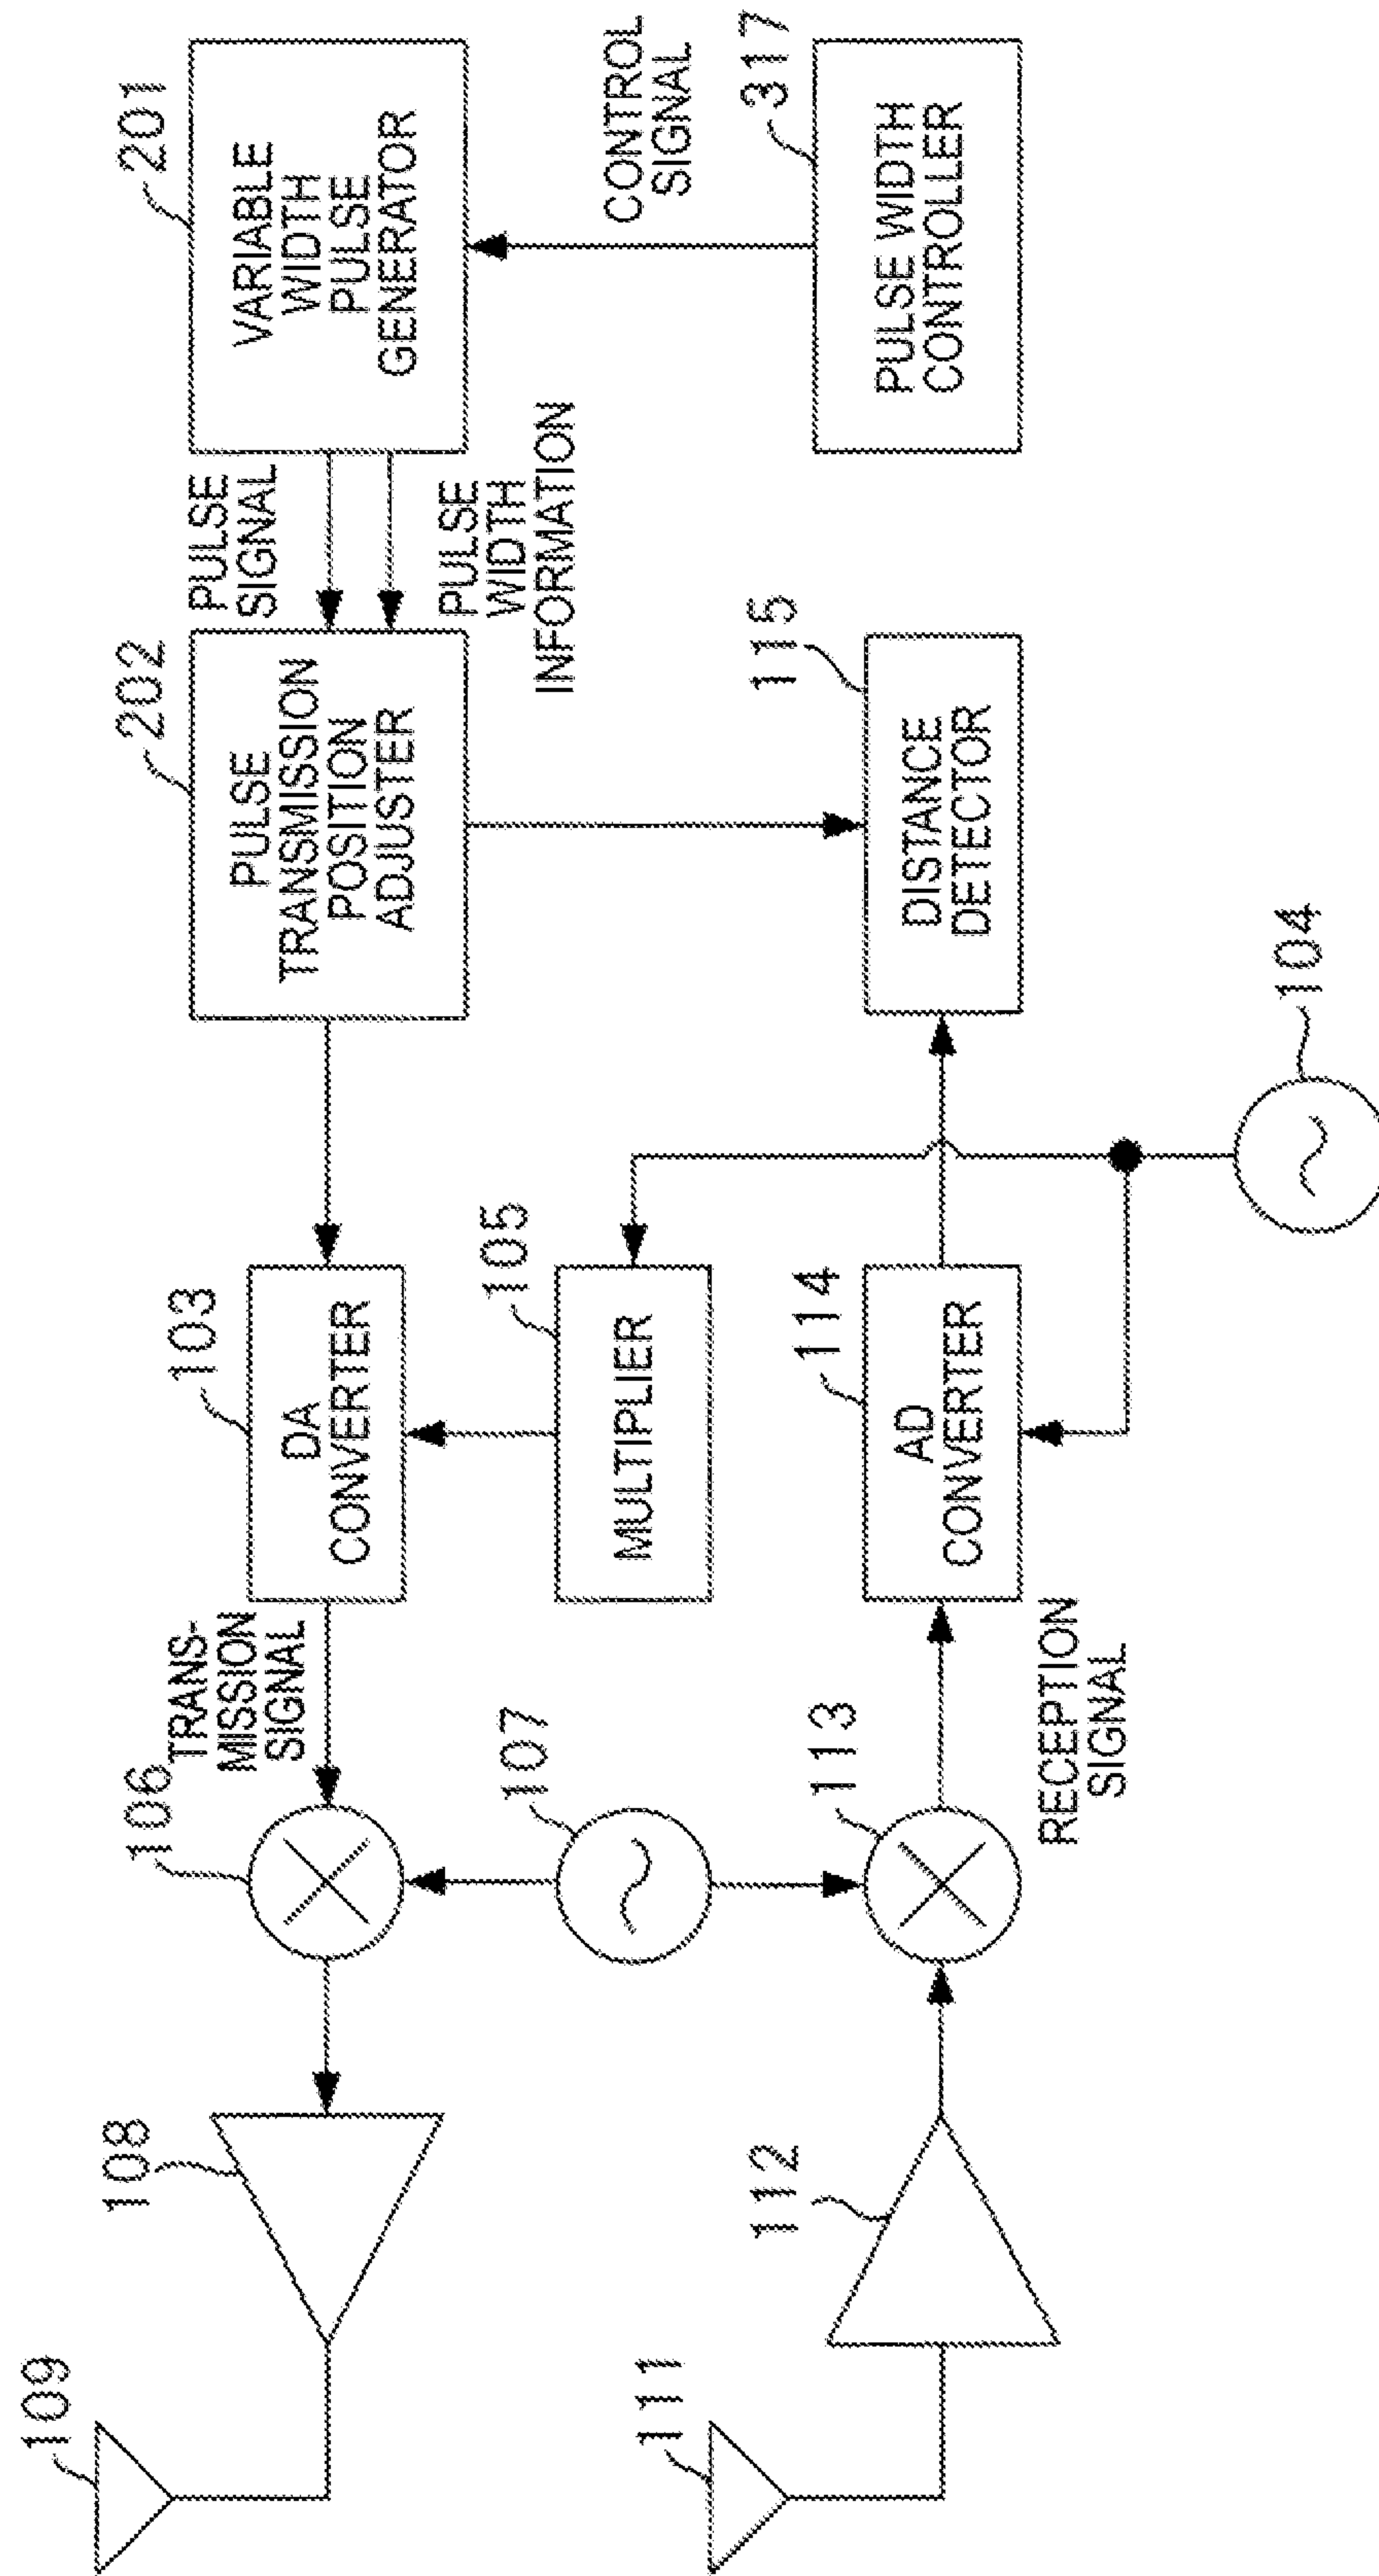 109
108
106
TRANS-
MISSION
SIGNAL
103
DA
CONVERTER
202
PULSE
TRANSMISSION
POSITION
ADJUSTER
PULSE
SIGNAL
PULSE
WIDTH
INFORMATION
201
VARIABLE
WIDTH
PULSE
GENERATOR
107
105
MULTIPLIER
CONTROL
SIGNAL
111
112
113
RECEPTION
SIGNAL
114
AD
CONVERTER
115
DISTANCE
DETECTOR
317
PULSE WIDTH
CONTROLLER
104